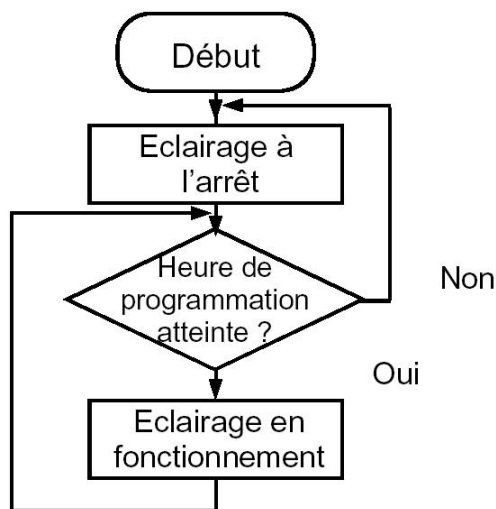 Début
Eclairage à
l'arrêt
Heure de
programmation
atteinte ?
Non
Oui
Eclairage en
fonctionnement